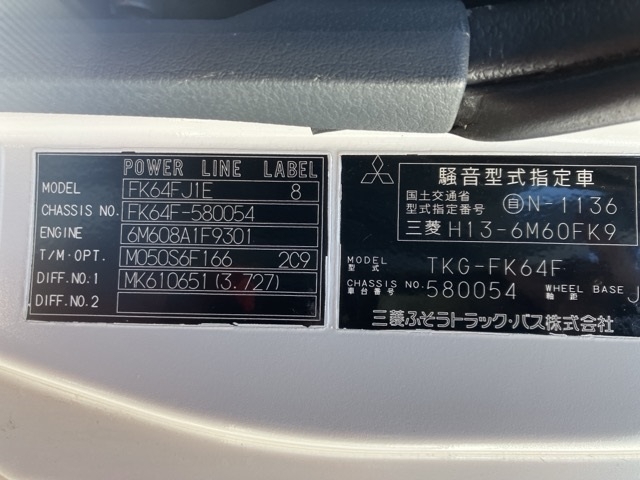 POWER LINE LABEL
MODEL FK64FJ1E 8
CHASSIS NO. FK64F-580054
ENGINE 6M608A1F9301
T/M・OPT. M050S6F166 2C9
DIFF.NO.1 MK610651(3.727)
DIFF.NO.2
騒音型式指定車
国土交通省
型式指定番号 自N-1136
三菱 H13-6M60FK9
MODEL
型式 TKG-FK64F
CHASSIS NO.
車台番号 580054 WHEEL BASE
軸距 J
三菱ふそうトラック・バス株式会社